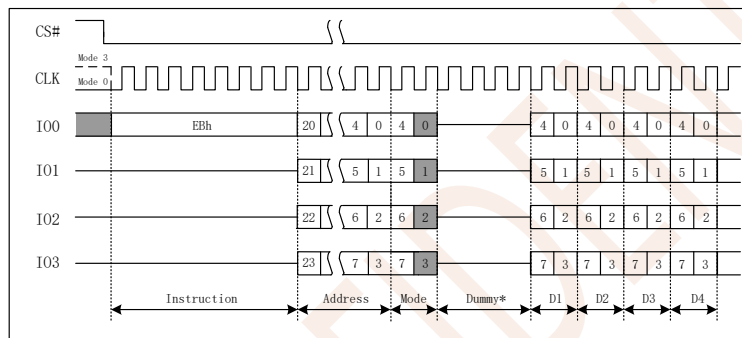 CS#
Mode 3
CLK
Mode 0
IO0 EBh 20 4 0 4 0 4 0 4 0 4 0 4 0
IO1 21 5 1 5 1 5 1 5 1 5 1 5 1
IO2 22 6 2 6 2 6 2 6 2 6 2 6 2
IO3 23 7 3 7 3 7 3 7 3 7 3 7 3
Instruction Address Mode Dummy* D1 D2 D3 D4